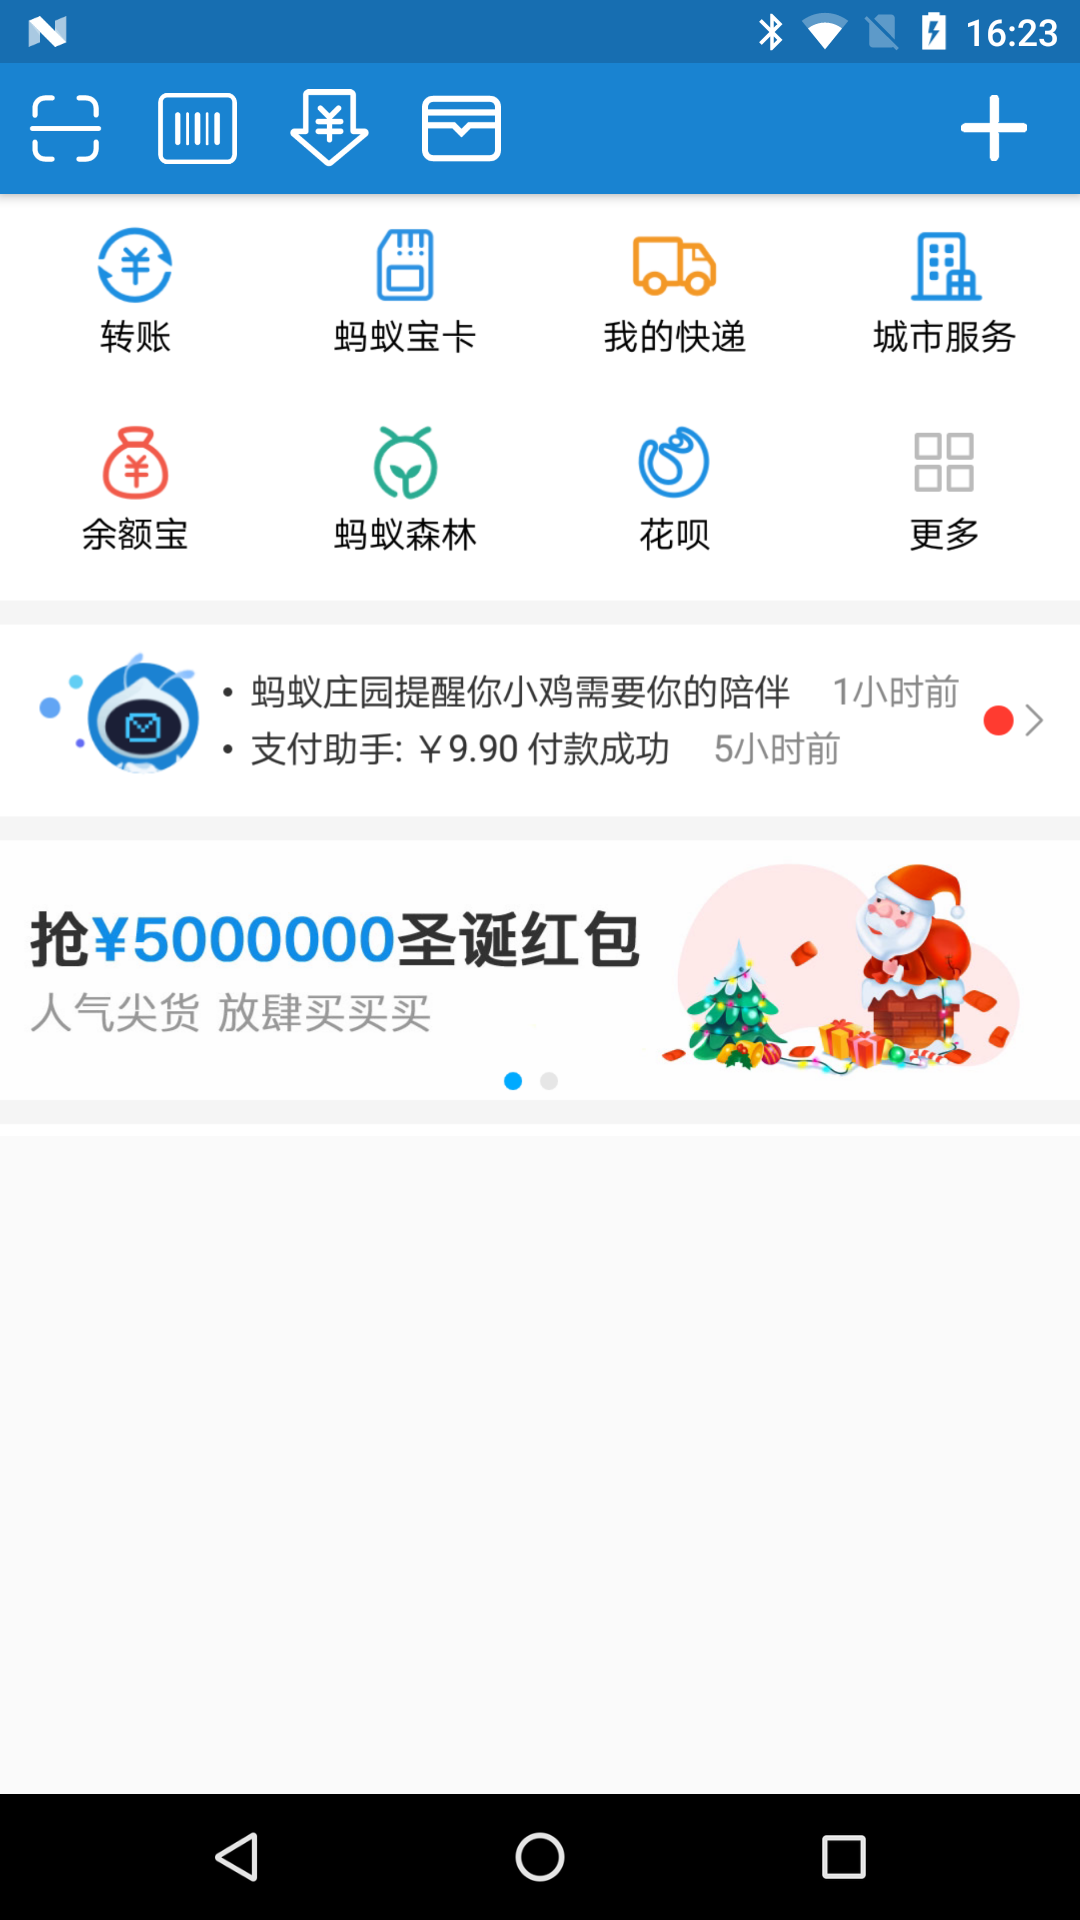 16:23
转账 蚂蚁宝卡 我的快递 城市服务
余额宝 蚂蚁森林 花呗 更多
• 蚂蚁庄园提醒你小鸡需要你的陪伴 1小时前
• 支付助手: ￥9.90 付款成功 5小时前
抢¥5000000圣诞红包
人气尖货 放肆买买买